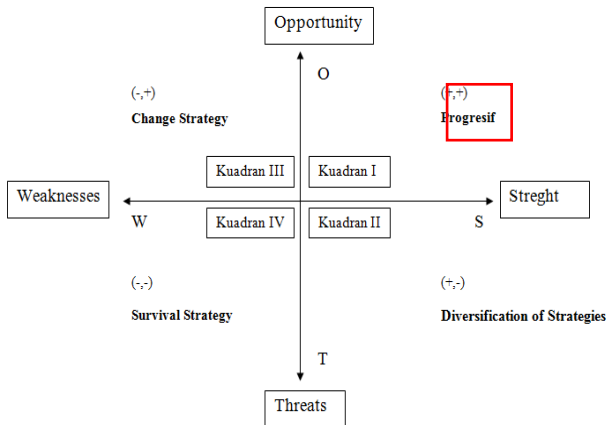 Opportunity
O
(-,+)
(+,+)
Change Strategy
Progresif
Kuadran III
Kuadran I
Weaknesses
Streght
W
Kuadran IV
Kuadran II
S
(-,-)
(+,-)
Survival Strategy
Diversification of Strategies
T
Threats